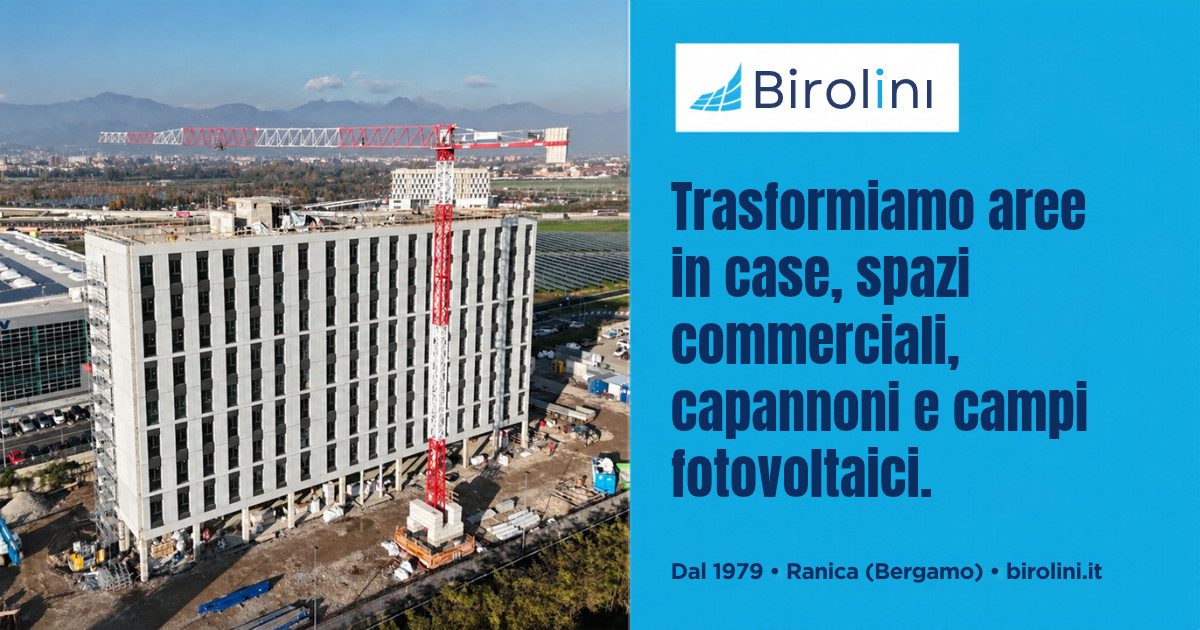 Birolini
Trasformiamo aree
in case, spazi
commerciali,
capannoni e campi
fotovoltaici.
Dal 1979 • Ranica (Bergamo) • birolini.it